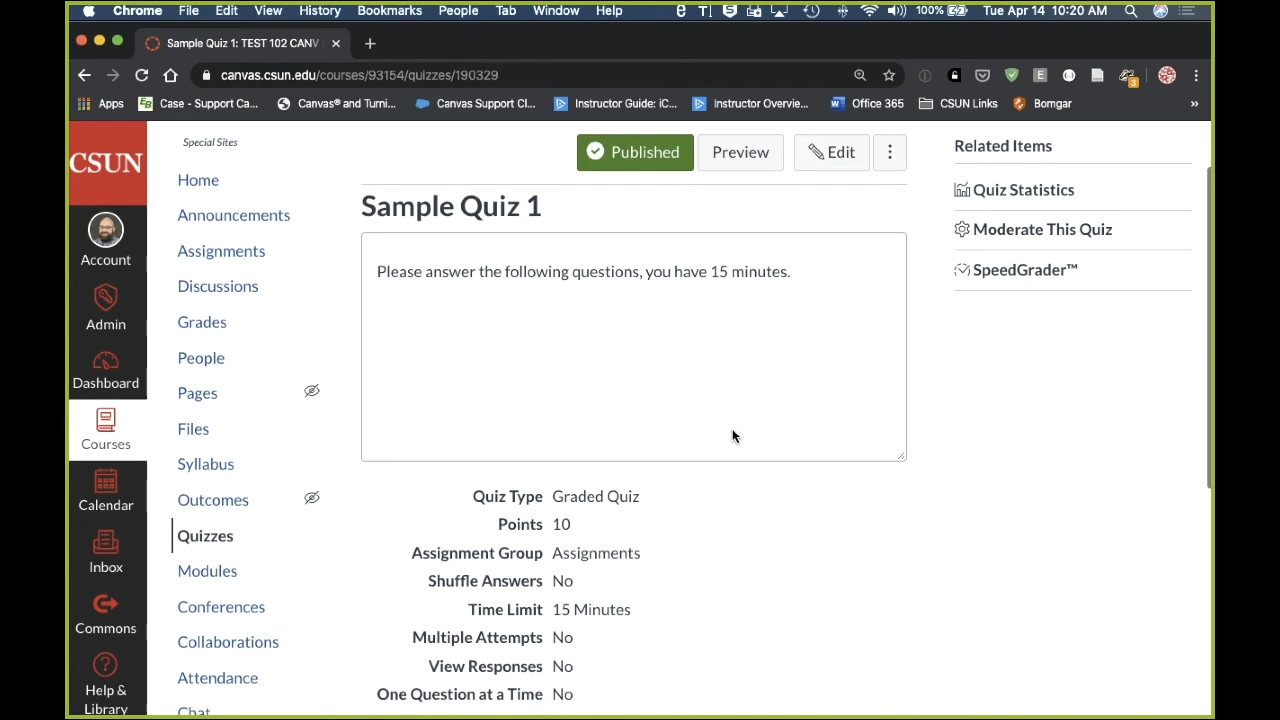 Chrome File Edit View History Bookmarks People Tab Window Help 100% Tue Apr 14 10:20 AM
Sample Quiz 1: TEST 102 CANV
canvas.csun.edu/courses/93154/quizzes/190329
Apps Case - Support Ca... Canvas® and Turni... Canvas Support Cl... Instructor Guide: iC... Instructor Overvie... Office 365 CSUN Links Bomgar »
CSUN
Account
Admin
Dashboard
Courses
Calendar
Inbox
Commons
Help &
Library
Special Sites
Home
Announcements
Assignments
Discussions
Grades
People
Pages
Files
Syllabus
Outcomes
Quizzes
Modules
Conferences
Collaborations
Attendance
Chat
Published Preview Edit
Sample Quiz 1
Please answer the following questions, you have 15 minutes.
Quiz Type Graded Quiz
Points 10
Assignment Group Assignments
Shuffle Answers No
Time Limit 15 Minutes
Multiple Attempts No
View Responses No
One Question at a Time No
Related Items
Quiz Statistics
Moderate This Quiz
SpeedGrader™